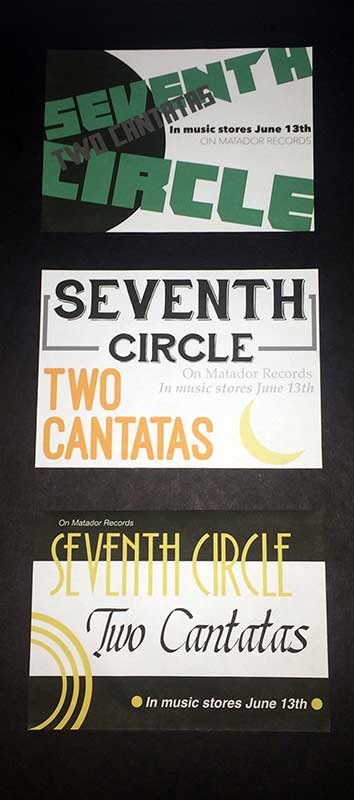 SEVENTH
TWO CANTATAS
In music stores June 13th
ON MATADOR RECORDS
CIRCLE
SEVENTH
CIRCLE
TWO
CANTATAS
On Matador Records
In music stores June 13th
On Matador Records
SEVENTH CIRCLE
Two Cantatas
In music stores June 13th